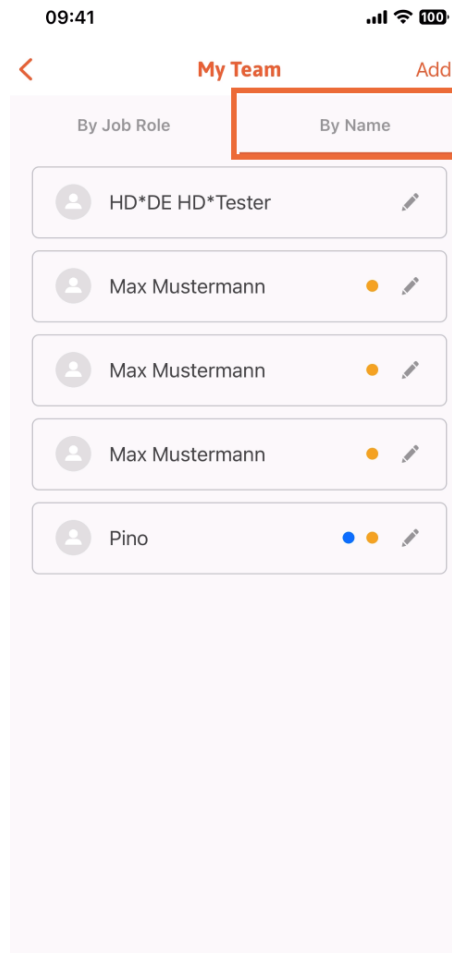 09:41
100
My Team
Add
By Job Role
By Name
HD*DE HD*Tester
Max Mustermann
Max Mustermann
Max Mustermann
Pino